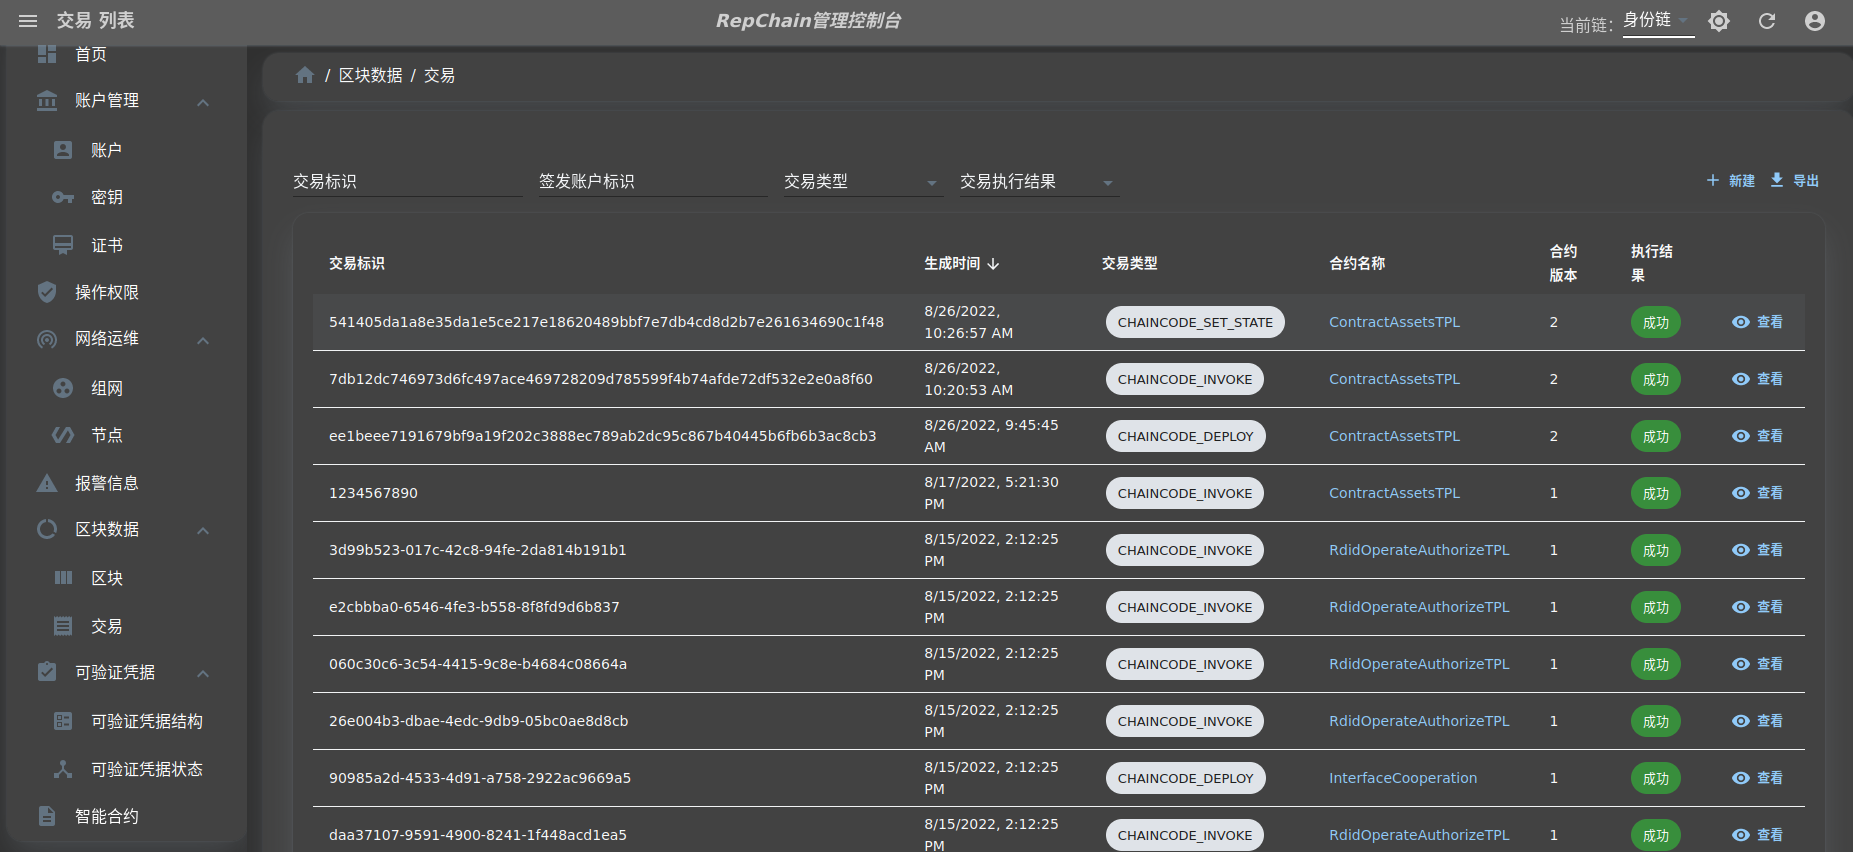 交易 列表
RepChain管理控制台
当前链:
身份链
首页
账户管理
账户
密钥
证书
操作权限
网络运维
组网
节点
报警信息
区块数据
区块
交易
可验证凭据
可验证凭据结构
可验证凭据状态
智能合约
/ 区块数据 / 交易
交易标识 签发账户标识 交易类型 交易执行结果 新建 导出
交易标识 生成时间 交易类型 合约名称 合约版本 执行结果
541405da1a8e35da1e5ce217e18620489bbf7e7db4cd8d2b7e261634690c1f48 8/26/2022, 10:26:57 AM CHAINCODE_SET_STATE ContractAssetsTPL 2 成功 查看
7db12dc746973d6fc497ace469728209d785599f4b74afde72df532e2e0a8f60 8/26/2022, 10:20:53 AM CHAINCODE_INVOKE ContractAssetsTPL 2 成功 查看
ee1beee7191679bf9a19f202c3888ec789ab2dc95c867b40445b6fb6b3ac8cb3 8/26/2022, 9:45:45 AM CHAINCODE_DEPLOY ContractAssetsTPL 2 成功 查看
1234567890 8/17/2022, 5:21:30 PM CHAINCODE_INVOKE ContractAssetsTPL 1 成功 查看
3d99b523-017c-42c8-94fe-2da814b191b1 8/15/2022, 2:12:25 PM CHAINCODE_INVOKE RdidOperateAuthorizeTPL 1 成功 查看
e2cbbba0-6546-4fe3-b558-8f8fd9d6b837 8/15/2022, 2:12:25 PM CHAINCODE_INVOKE RdidOperateAuthorizeTPL 1 成功 查看
060c30c6-3c54-4415-9c8e-b4684c08664a 8/15/2022, 2:12:25 PM CHAINCODE_INVOKE RdidOperateAuthorizeTPL 1 成功 查看
26e004b3-dbae-4edc-9db9-05bc0ae8d8cb 8/15/2022, 2:12:25 PM CHAINCODE_INVOKE RdidOperateAuthorizeTPL 1 成功 查看
90985a2d-4533-4d91-a758-2922ac9669a5 8/15/2022, 2:12:25 PM CHAINCODE_DEPLOY InterfaceCooperation 1 成功 查看
daa37107-9591-4900-8241-1f448acd1ea5 8/15/2022, 2:12:25 PM CHAINCODE_INVOKE RdidOperateAuthorizeTPL 1 成功 查看